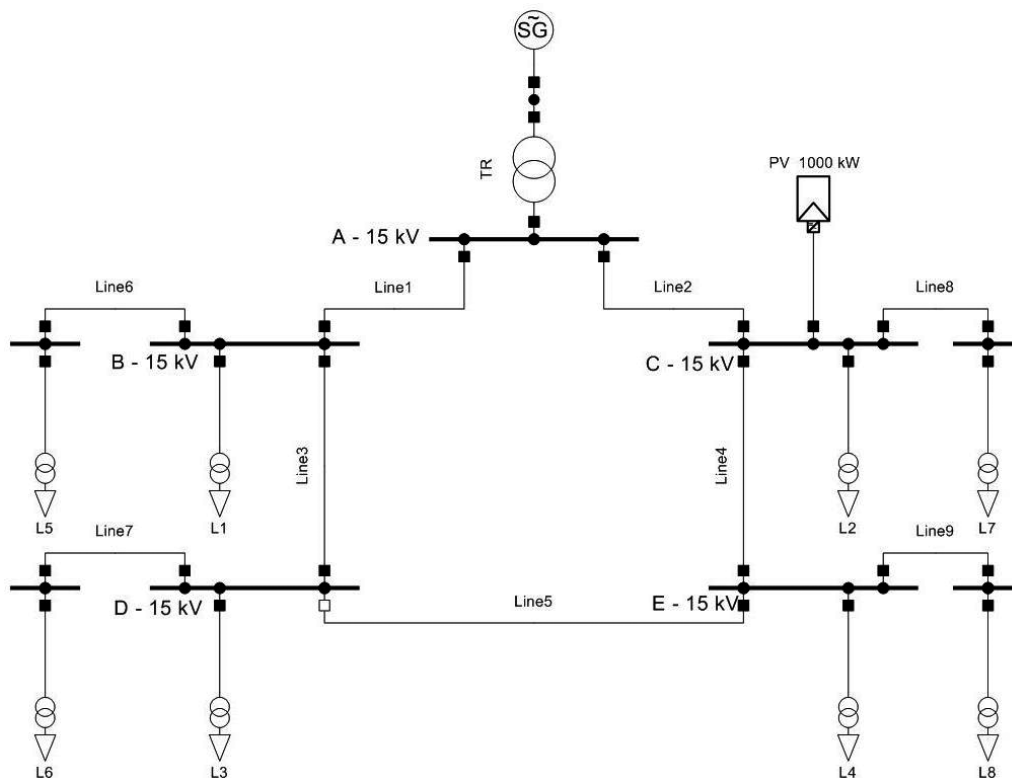 SG
~
TR
PV 1000 kW
A - 15 kV
Line6
Line1
Line2
Line8
B - 15 kV
C - 15 kV
Line3
Line4
L5
L1
L2
L7
Line7
Line9
D - 15 kV
Line5
E - 15 kV
L6
L3
L4
L8